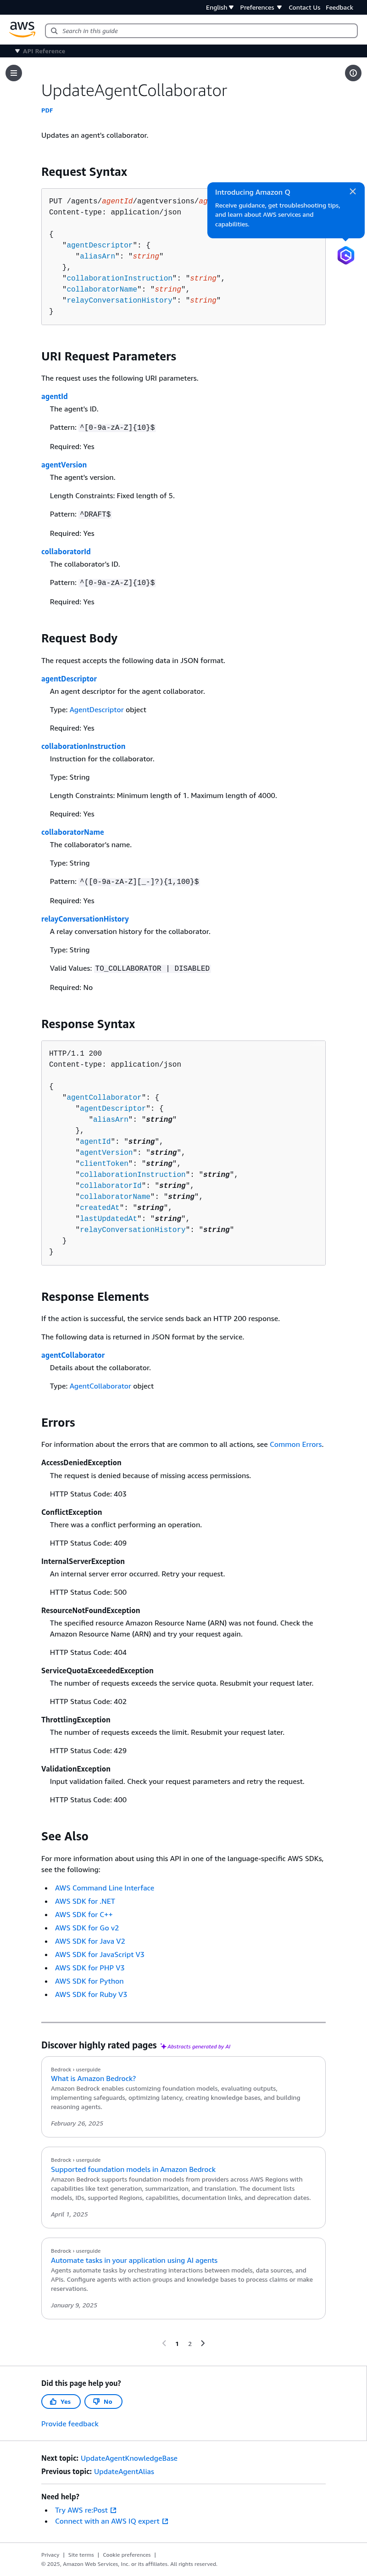 English Preferences Contact Us Feedback
aws
Search in this guide
API Reference
UpdateAgentCollaborator
PDF
Updates an agent's collaborator.
Request Syntax
PUT /agents/agentId/agentversions/ag
Content-type: application/json
{
"agentDescriptor": {
"aliasArn": "string"
},
"collaborationInstruction": "string",
"collaboratorName": "string",
"relayConversationHistory": "string"
}
Introducing Amazon Q
Receive guidance, get troubleshooting tips,
and learn about AWS services and
capabilities.
URI Request Parameters
The request uses the following URI parameters.
agentId
The agent's ID.
Pattern: ^[0-9a-zA-Z]{10}$
Required: Yes
agentVersion
The agent's version.
Length Constraints: Fixed length of 5.
Pattern: ^DRAFT$
Required: Yes
collaboratorId
The collaborator's ID.
Pattern: ^[0-9a-zA-Z]{10}$
Required: Yes
Request Body
The request accepts the following data in JSON format.
agentDescriptor
An agent descriptor for the agent collaborator.
Type: AgentDescriptor object
Required: Yes
collaborationInstruction
Instruction for the collaborator.
Type: String
Length Constraints: Minimum length of 1. Maximum length of 4000.
Required: Yes
collaboratorName
The collaborator's name.
Type: String
Pattern: ^([0-9a-zA-Z][_-]?){1,100}$
Required: Yes
relayConversationHistory
A relay conversation history for the collaborator.
Type: String
Valid Values: TO_COLLABORATOR | DISABLED
Required: No
Response Syntax
HTTP/1.1 200
Content-type: application/json
{
"agentCollaborator": {
"agentDescriptor": {
"aliasArn": "string"
},
"agentId": "string",
"agentVersion": "string",
"clientToken": "string",
"collaborationInstruction": "string",
"collaboratorId": "string",
"collaboratorName": "string",
"createdAt": "string",
"lastUpdatedAt": "string",
"relayConversationHistory": "string"
}
}
Response Elements
If the action is successful, the service sends back an HTTP 200 response.
The following data is returned in JSON format by the service.
agentCollaborator
Details about the collaborator.
Type: AgentCollaborator object
Errors
For information about the errors that are common to all actions, see Common Errors.
AccessDeniedException
The request is denied because of missing access permissions.
HTTP Status Code: 403
ConflictException
There was a conflict performing an operation.
HTTP Status Code: 409
InternalServerException
An internal server error occurred. Retry your request.
HTTP Status Code: 500
ResourceNotFoundException
The specified resource Amazon Resource Name (ARN) was not found. Check the
Amazon Resource Name (ARN) and try your request again.
HTTP Status Code: 404
ServiceQuotaExceededException
The number of requests exceeds the service quota. Resubmit your request later.
HTTP Status Code: 402
ThrottlingException
The number of requests exceeds the limit. Resubmit your request later.
HTTP Status Code: 429
ValidationException
Input validation failed. Check your request parameters and retry the request.
HTTP Status Code: 400
See Also
For more information about using this API in one of the language-specific AWS SDKs,
see the following:
• AWS Command Line Interface
• AWS SDK for .NET
• AWS SDK for C++
• AWS SDK for Go v2
• AWS SDK for Java V2
• AWS SDK for JavaScript V3
• AWS SDK for PHP V3
• AWS SDK for Python
• AWS SDK for Ruby V3
Discover highly rated pages Abstracts generated by AI
Bedrock › userguide
What is Amazon Bedrock?
Amazon Bedrock enables customizing foundation models, evaluating outputs,
implementing safeguards, optimizing latency, creating knowledge bases, and building
reasoning agents.
February 26, 2025
Bedrock › userguide
Supported foundation models in Amazon Bedrock
Amazon Bedrock supports foundation models from providers across AWS Regions with
capabilities like text generation, summarization, and translation. The document lists
models, IDs, supported Regions, capabilities, documentation links, and deprecation dates.
April 1, 2025
Bedrock › userguide
Automate tasks in your application using AI agents
Agents automate tasks by orchestrating interactions between models, data sources, and
APIs. Configure agents with action groups and knowledge bases to process claims or make
reservations.
January 9, 2025
1 2
Did this page help you?
Yes No
Provide feedback
Next topic: UpdateAgentKnowledgeBase
Previous topic: UpdateAgentAlias
Need help?
• Try AWS re:Post
• Connect with an AWS IQ expert
Privacy | Site terms | Cookie preferences |
© 2025, Amazon Web Services, Inc. or its affiliates. All rights reserved.